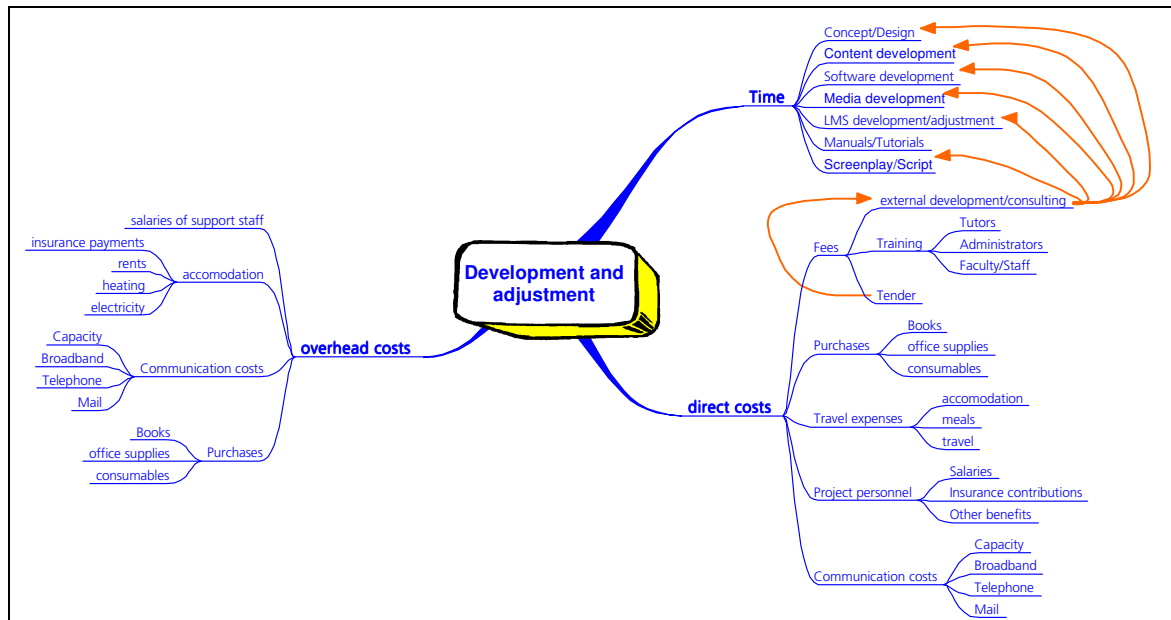 Development and
adjustment
Time
Concept/Design
Content development
Software development
Media development
LMS development/adjustment
Manuals/Tutorials
Screenplay/Script
direct costs
Fees
external development/consulting
Training
Tutors
Administrators
Faculty/Staff
Tender
Purchases
Books
office supplies
consumables
Travel expenses
accomodation
meals
travel
Project personnel
Salaries
Insurance contributions
Other benefits
Communication costs
Capacity
Broadband
Telephone
Mail
overhead costs
salaries of support staff
accomodation
insurance payments
rents
heating
electricity
Communication costs
Capacity
Broadband
Telephone
Mail
Purchases
Books
office supplies
consumables